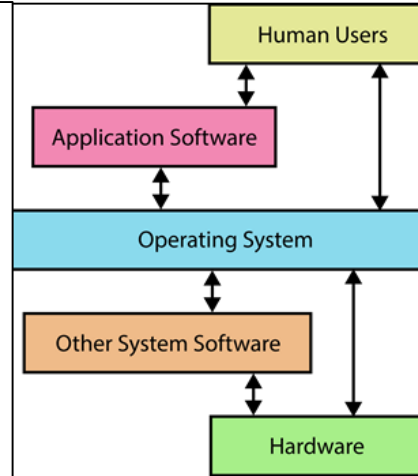 Human Users
Application Software
Operating System
Other System Software
Hardware